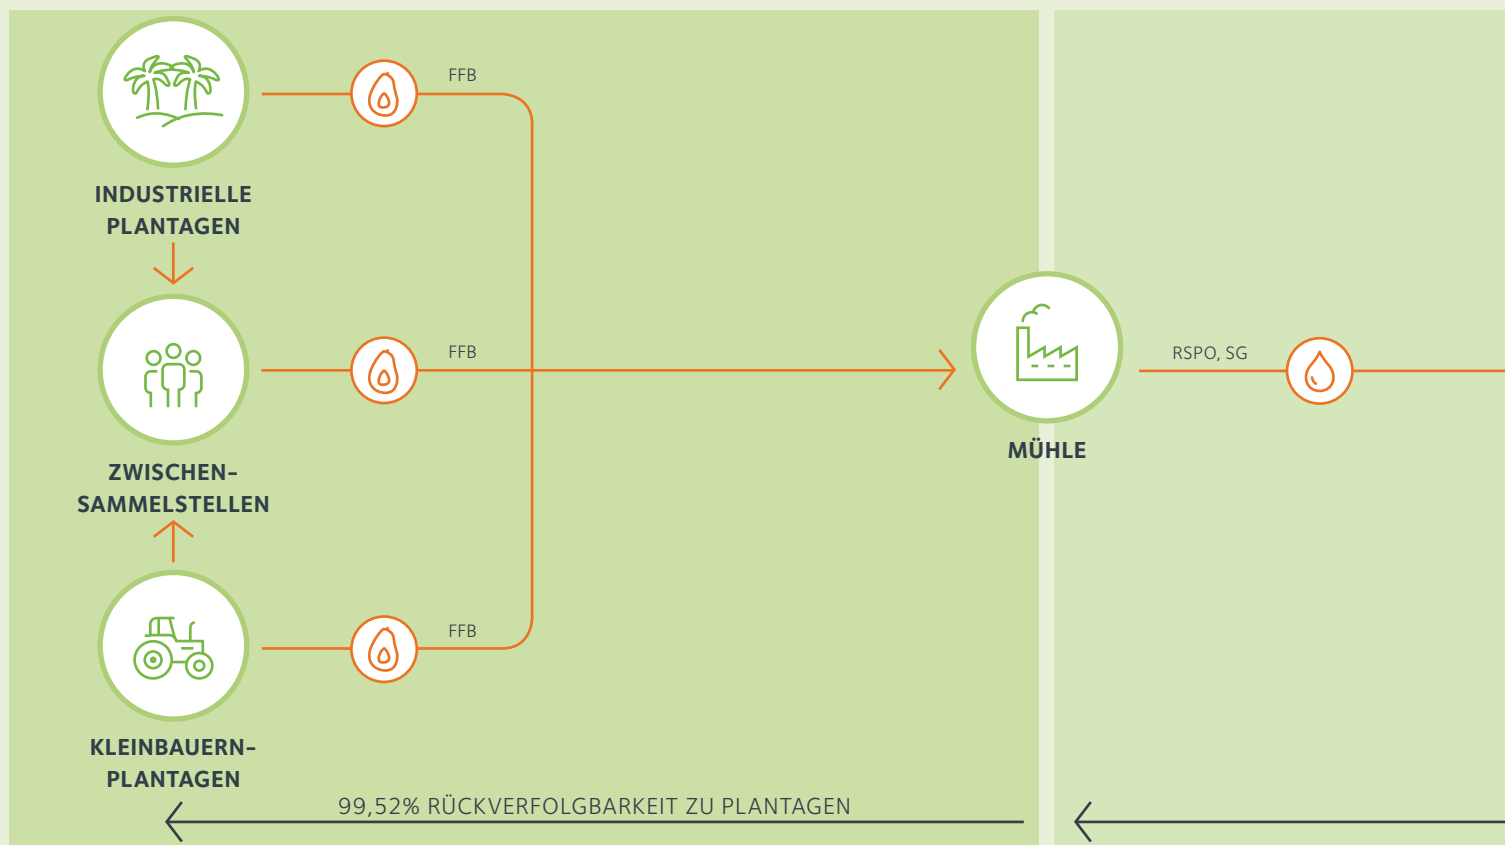 FFB
INDUSTRIELLE
PLANTAGEN
FFB
RSPO, SG
ZWISCHEN-
SAMMELSTELLEN
MÜHLE
FFB
KLEINBAUERN-
PLANTAGEN
99,52% RÜCKVERFOLGBARKEIT ZU PLANTAGEN